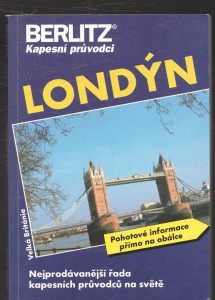 BERLITZ®
Kapesní průvodci
LONDÝN
Velká Británie
Pohotové informace
přímo na obálce
Nejprodávanější řada
kapesních průvodců na světě